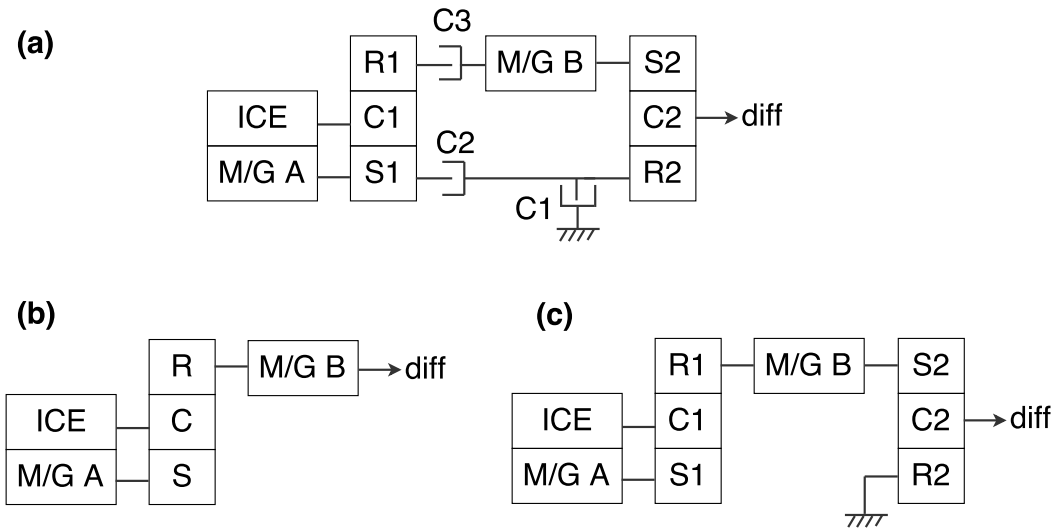 (a)
C3
R1
M/G B
S2
ICE
C1
C2
diff
M/G A
S1
C2
R2
C1
(b)
R
M/G B
diff
ICE
C
M/G A
S
(c)
R1
M/G B
S2
ICE
C1
C2
diff
M/G A
S1
R2